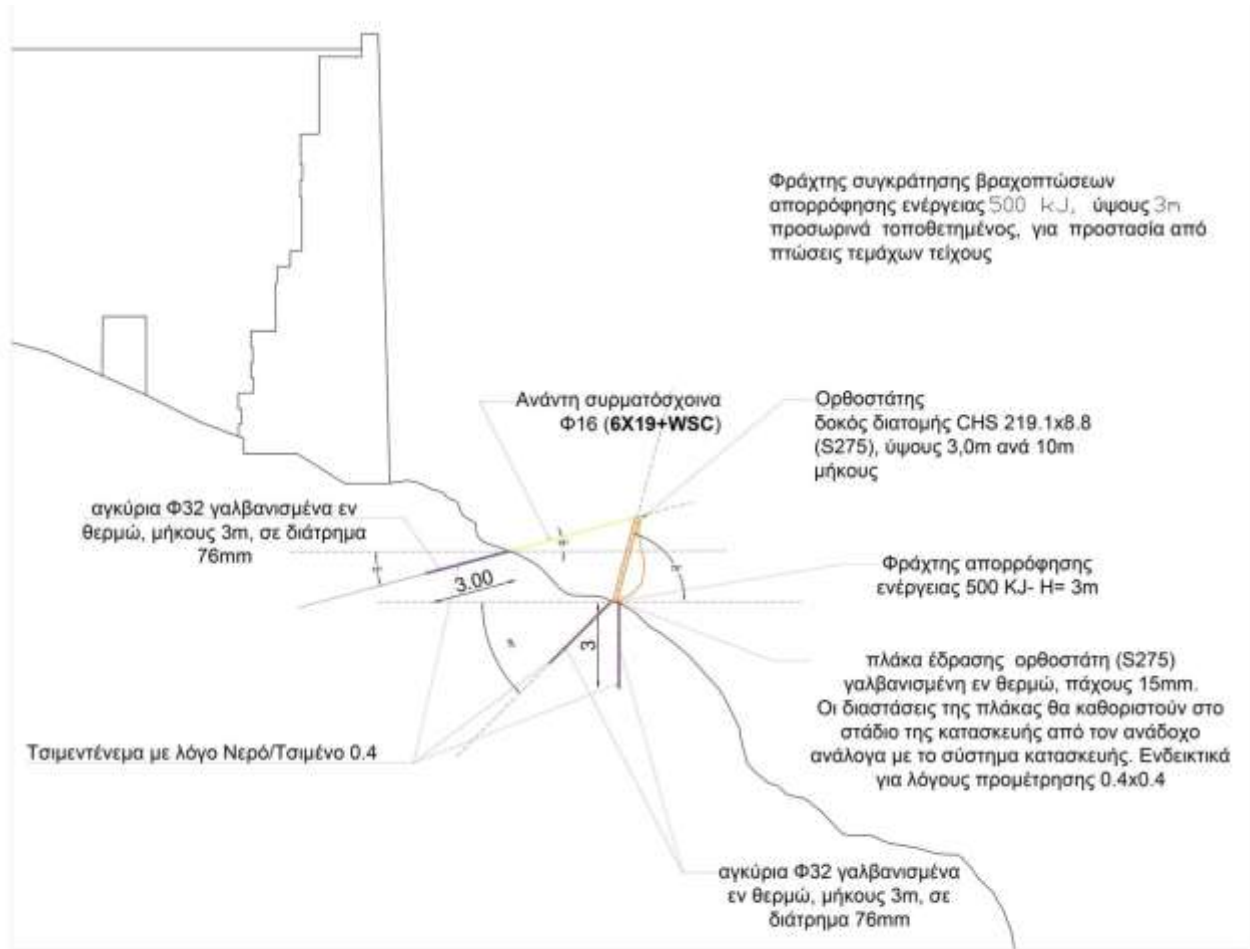 Φράχτης συγκράτησης βραχοπτώσεων
απορρόφησης ενέργειας 500 kJ, ύψους 3m
προσωρινά τοποθετημένος, για προστασία από
πτώσεις τεμάχων τείχους
Ανάντη συρματόσχοινα
Φ16 (6X19+WSC)
Ορθοστάτης
δοκός διατομής CHS 219.1x8.8
(S275), ύψους 3,0m ανά 10m
μήκους
αγκύρια Φ32 γαλβανισμένα εν
θερμώ, μήκους 3m, σε διάτρημα
76mm
3.00
Φράχτης απορρόφησης
ενέργειας 500 KJ- H= 3m
3
πλάκα έδρασης ορθοστάτη (S275)
γαλβανισμένη εν θερμώ, πάχους 15mm.
Οι διαστάσεις της πλάκας θα καθοριστούν στο
στάδιο της κατασκευής από τον ανάδοχο
ανάλογα με το σύστημα κατασκευής. Ενδεικτικά
για λόγους προμέτρησης 0.4x0.4
Τσιμεντένεμα με λόγο Νερό/Τσιμένο 0.4
αγκύρια Φ32 γαλβανισμένα
εν θερμώ, μήκους 3m, σε
διάτρημα 76mm